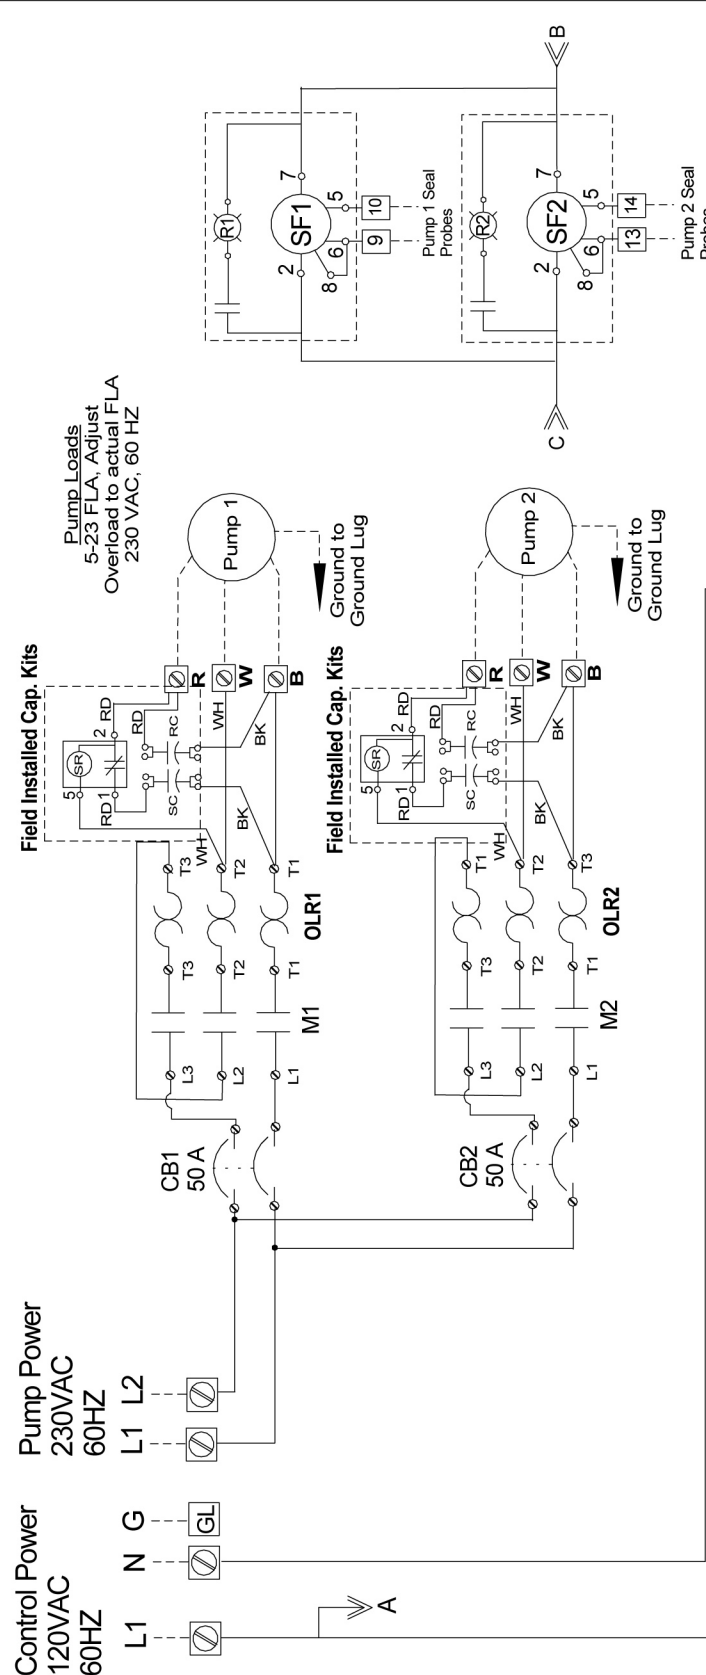 Control Power
120VAC
60HZ
L1
N
G
GL
A
Pump Power
230VAC
60HZ
L1
L2
CB1
50 A
L3
L2
L1
M1
T3
T2
T1
OLR1
T3
T2
T1
Field Installed Cap. Kits
SR
5
2
1
RD
RD
RD
SC
RC
WH
WH
BK
BK
R
W
B
Pump Loads
5-23 FLA, Adjust
Overload to actual FLA
230 VAC, 60 HZ
Pump 1
Ground to
Ground Lug
CB2
50 A
L3
L2
L1
M2
T3
T2
T1
OLR2
T1
T2
T3
Field Installed Cap. Kits
SR
5
2
1
RD
RD
RD
SC
RC
WH
WH
BK
BK
R
W
B
Pump 2
Ground to
Ground Lug
R1
SF1
2
7
8
6
5
9
10
Pump 1 Seal
Probes
R2
SF2
2
7
8
6
5
13
14
Pump 2 Seal
Probes
C
B